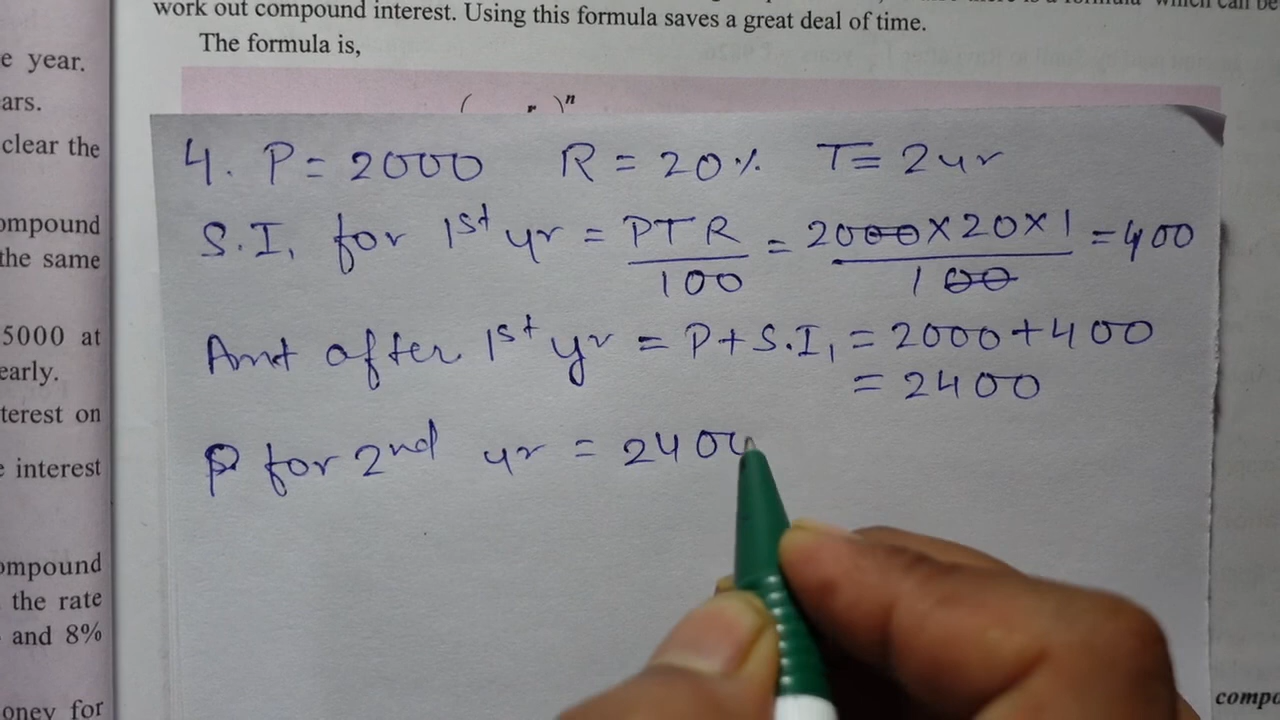 work out compound interest. Using this formula saves a great deal of time.
The formula is,
e year.
ars.
clear the
ompound
the same
5000 at
early.
terest on
e interest
ompound
the rate
and 8%
oney for
r n
4. P = 2000 R = 20% T = 2 yr
S.I, for 1st yr = PTR / 100 = 2000 × 20 × 1 / 100 = 400
Amt after 1st yr = P + S.I, = 2000 + 400
= 2400
P for 2nd yr = 2400
compo